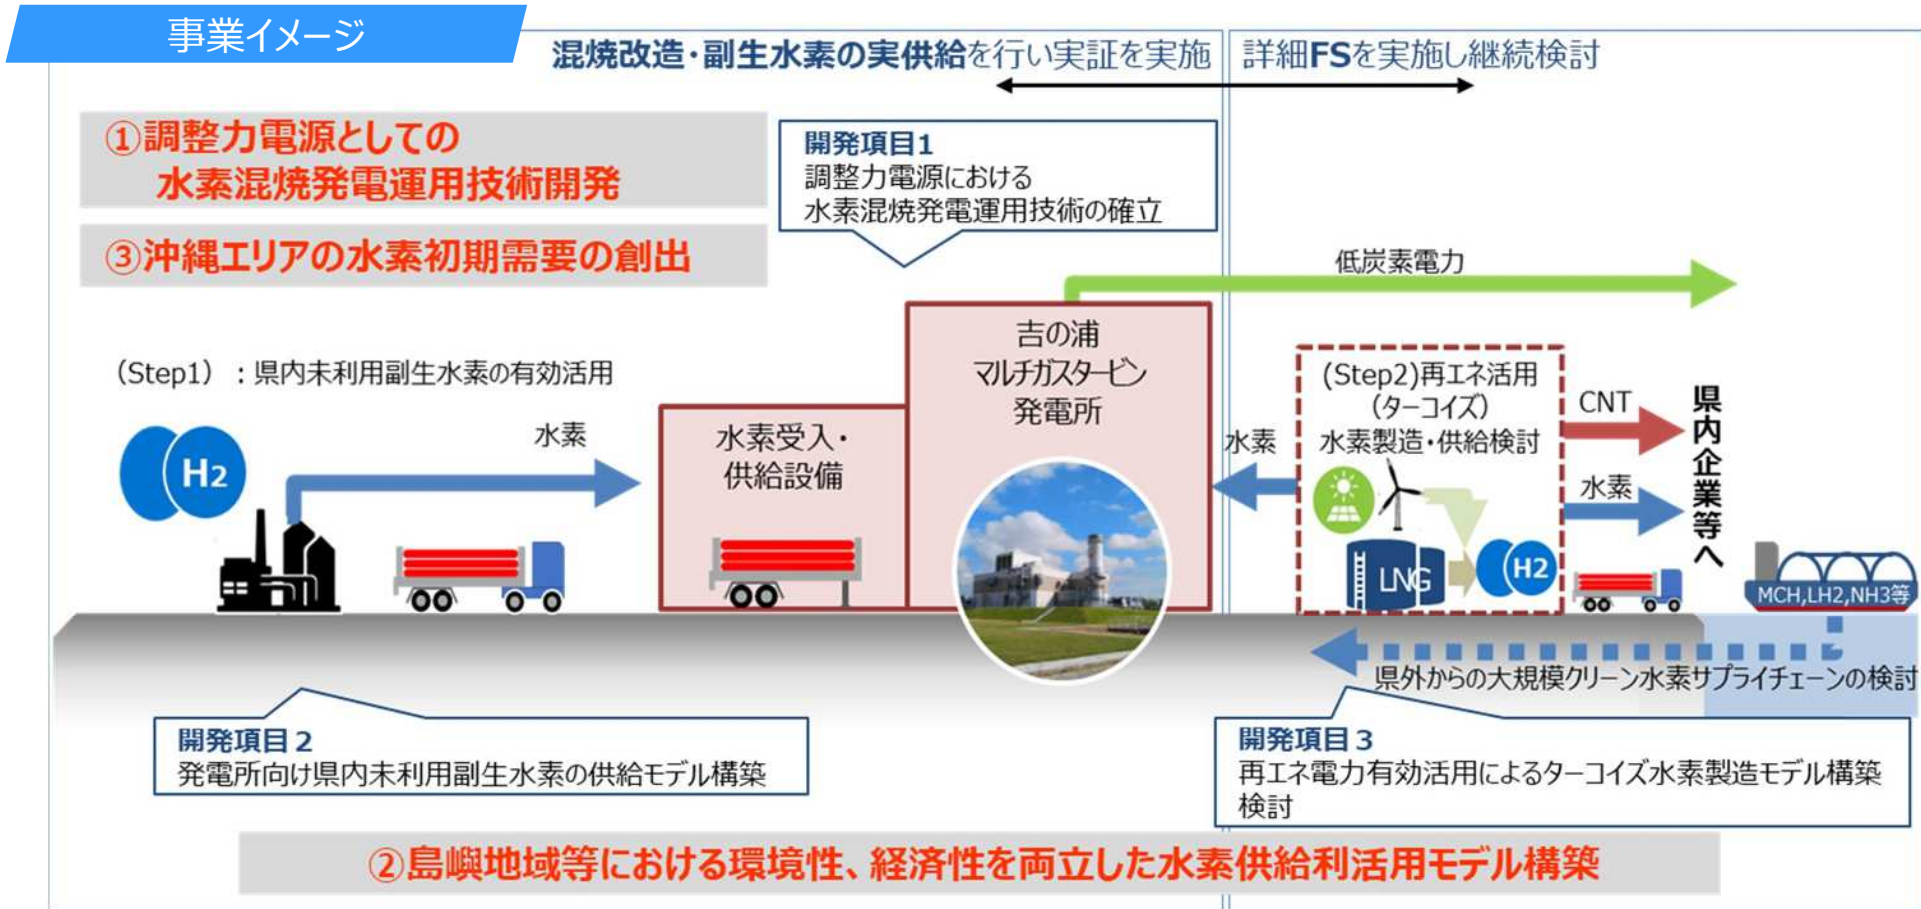 事業イメージ
混焼改造・副生水素の実供給を行い実証を実施
詳細FSを実施し継続検討
①調整力電源としての
水素混焼発電運用技術開発
③沖縄エリアの水素初期需要の創出
開発項目1
調整力電源における
水素混焼発電運用技術の確立
低炭素電力
(Step1)：県内未利用副生水素の有効活用
H2
水素
水素受入・
供給設備
吉の浦
マルチガスタービン
発電所
水素
(Step2)再エネ活用
(ターコイズ)
水素製造・供給検討
LNG
H2
CNT
水素
県内企業等へ
MCH,LH2,NH3等
県外からの大規模クリーン水素サプライチェーンの検討
開発項目２
発電所向け県内未利用副生水素の供給モデル構築
開発項目３
再エネ電力有効活用によるターコイズ水素製造モデル構築
検討
②島嶼地域等における環境性、経済性を両立した水素供給利活用モデル構築